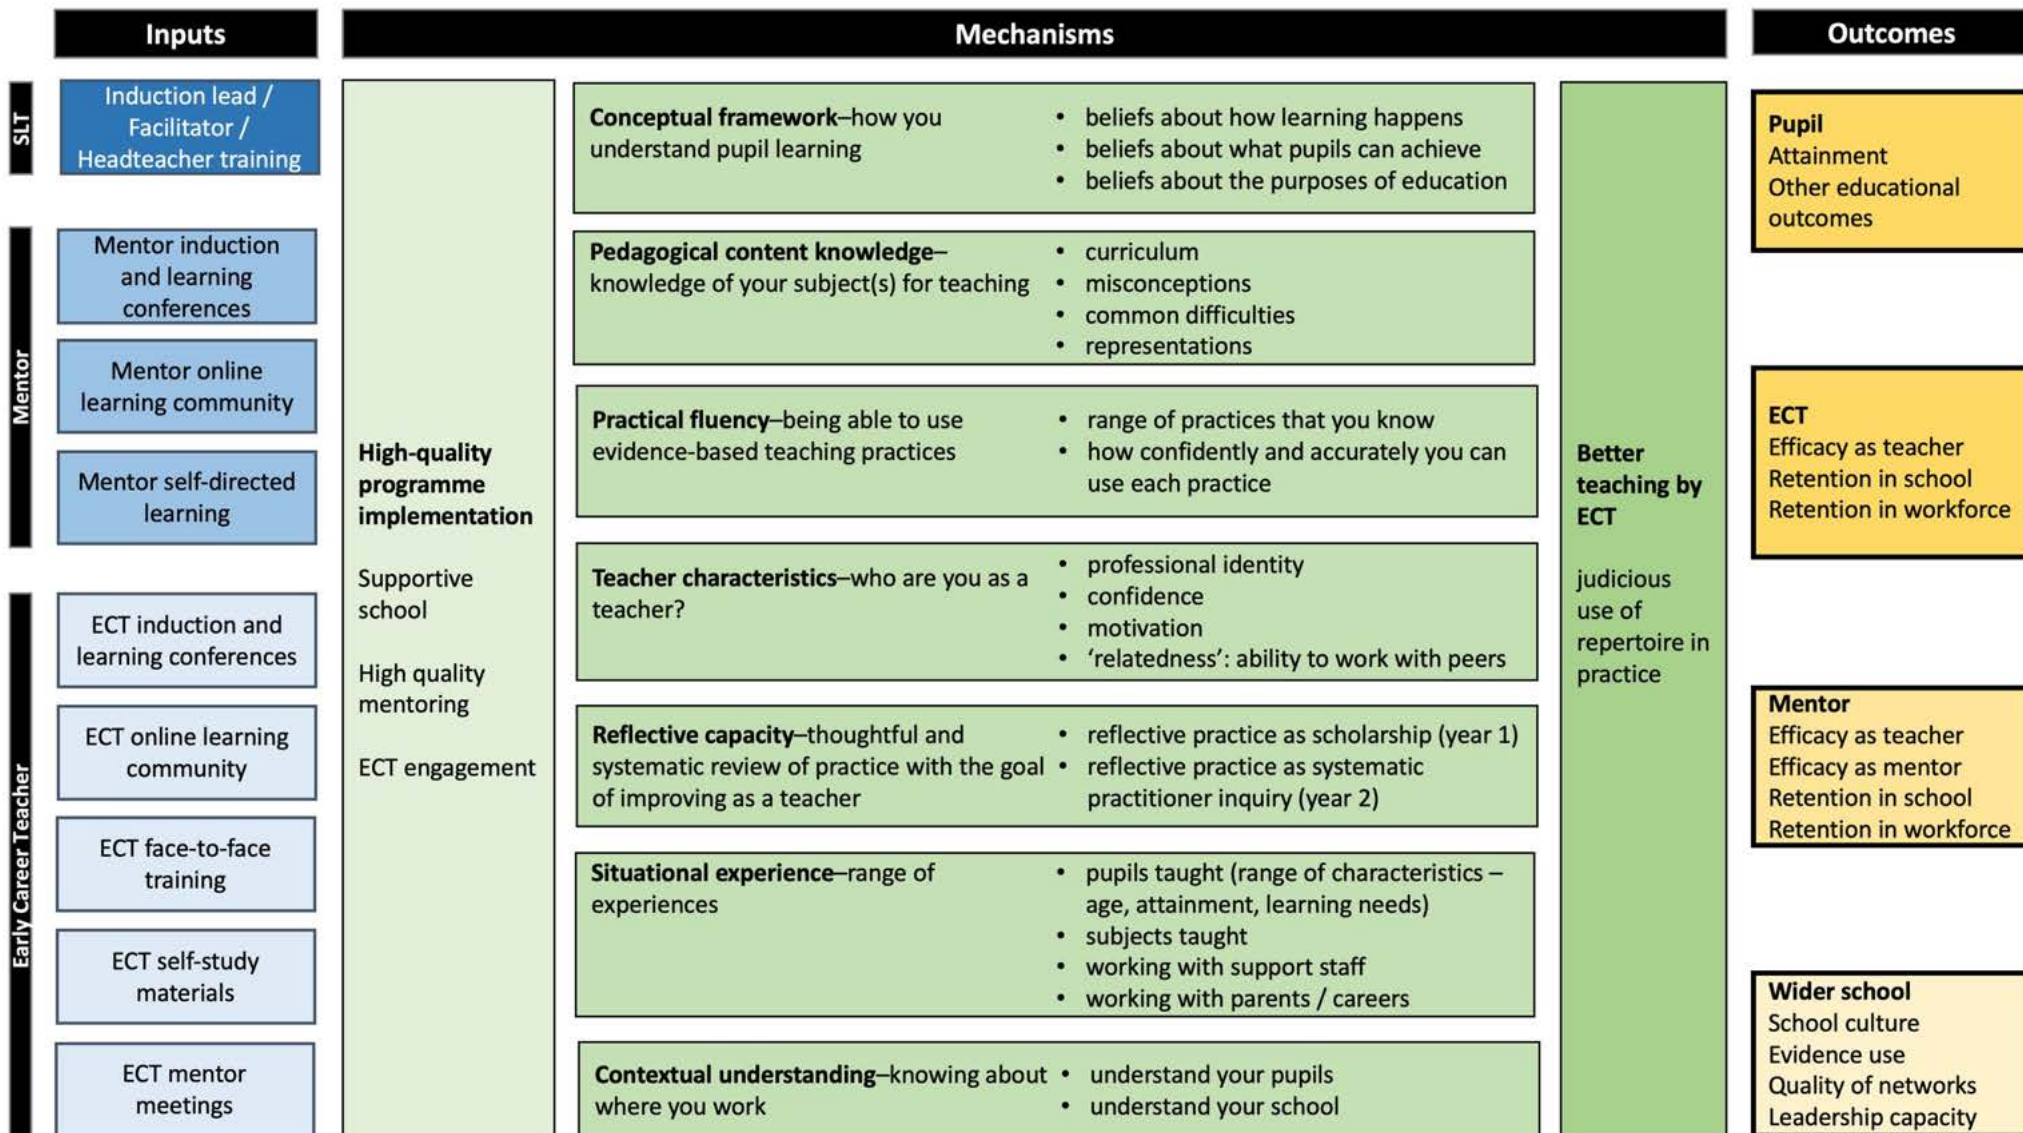 Inputs
Mechanisms
Outcomes
SLT
Induction lead /
Facilitator /
Headteacher training
Mentor
Mentor induction
and learning
conferences
Mentor online
learning community
Mentor self-directed
learning
Early Career Teacher
ECT induction and
learning conferences
ECT online learning
community
ECT face-to-face
training
ECT self-study
materials
ECT mentor
meetings
High-quality
programme
implementation
Supportive
school
High quality
mentoring
ECT engagement
Conceptual framework–how you
understand pupil learning
• beliefs about how learning happens
• beliefs about what pupils can achieve
• beliefs about the purposes of education
Pedagogical content knowledge–
knowledge of your subject(s) for teaching
• curriculum
• misconceptions
• common difficulties
• representations
Practical fluency–being able to use
evidence-based teaching practices
• range of practices that you know
• how confidently and accurately you can
use each practice
Teacher characteristics–who are you as a
teacher?
• professional identity
• confidence
• motivation
• ‘relatedness’: ability to work with peers
Reflective capacity–thoughtful and
systematic review of practice with the goal
of improving as a teacher
• reflective practice as scholarship (year 1)
• reflective practice as systematic
practitioner inquiry (year 2)
Situational experience–range of
experiences
• pupils taught (range of characteristics –
age, attainment, learning needs)
• subjects taught
• working with support staff
• working with parents / careers
Contextual understanding–knowing about
where you work
• understand your pupils
• understand your school
Better
teaching by
ECT
judicious
use of
repertoire in
practice
Pupil
Attainment
Other educational
outcomes
ECT
Efficacy as teacher
Retention in school
Retention in workforce
Mentor
Efficacy as teacher
Efficacy as mentor
Retention in school
Retention in workforce
Wider school
School culture
Evidence use
Quality of networks
Leadership capacity